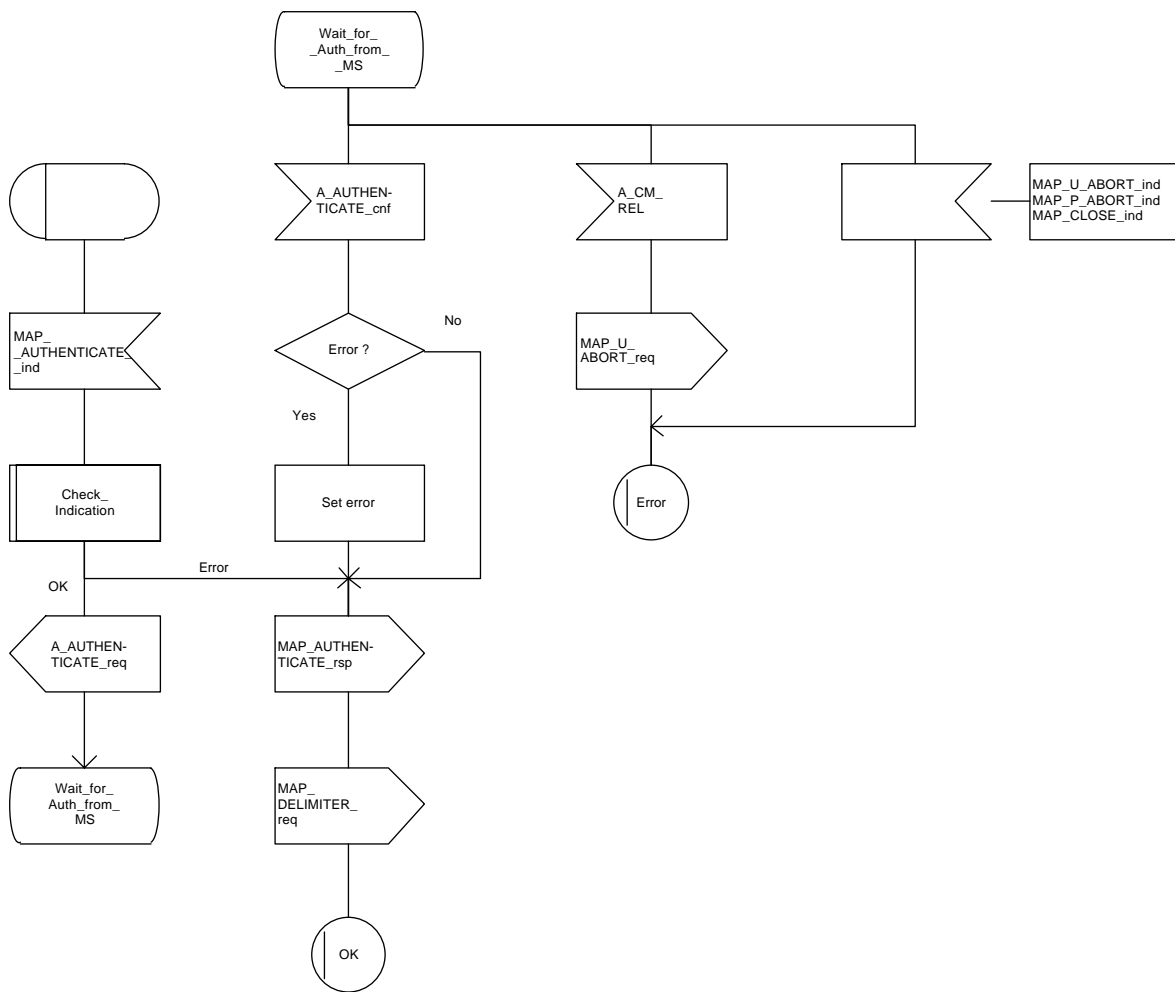 Wait_for_
_Auth_from_
_MS
A_AUTHEN-
TICATE_cnf
A_CM_
REL
MAP_U_ABORT_ind
MAP_P_ABORT_ind
MAP_CLOSE_ind
MAP_
_AUTHENTICATE_
_ind
Error ?
No
Yes
MAP_U_
ABORT_req
Check_
Indication
Set error
Error
OK
Error
A_AUTHEN-
TICATE_req
MAP_AUTHEN-
TICATE_rsp
Wait_for_
Auth_from_
MS
MAP_
DELIMITER_
req
OK